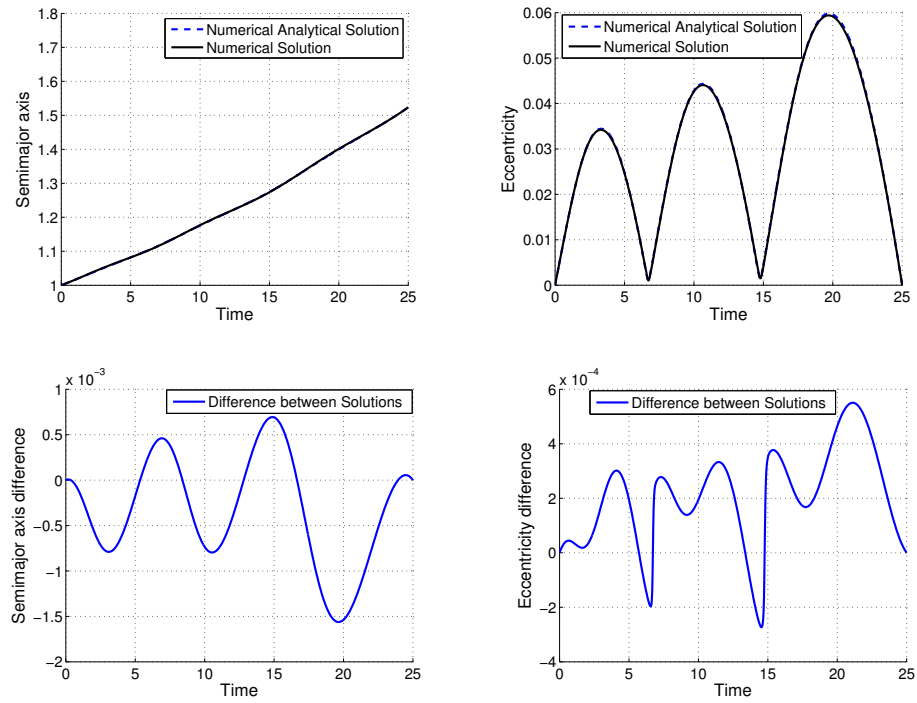 1.8
1.7
1.6
1.5
1.4
1.3
1.2
1.1
1
Semimajor axis
Numerical Analytical Solution
Numerical Solution
0 5 10 15 20 25
Time
0.06
0.05
0.04
0.03
0.02
0.01
0
Eccentricity
Numerical Analytical Solution
Numerical Solution
0 5 10 15 20 25
Time
x 10^-3
1
0.5
0
−0.5
−1
−1.5
−2
Semimajor axis difference
Difference between Solutions
0 5 10 15 20 25
Time
x 10^-4
6
4
2
0
−2
−4
Eccentricity difference
Difference between Solutions
0 5 10 15 20 25
Time